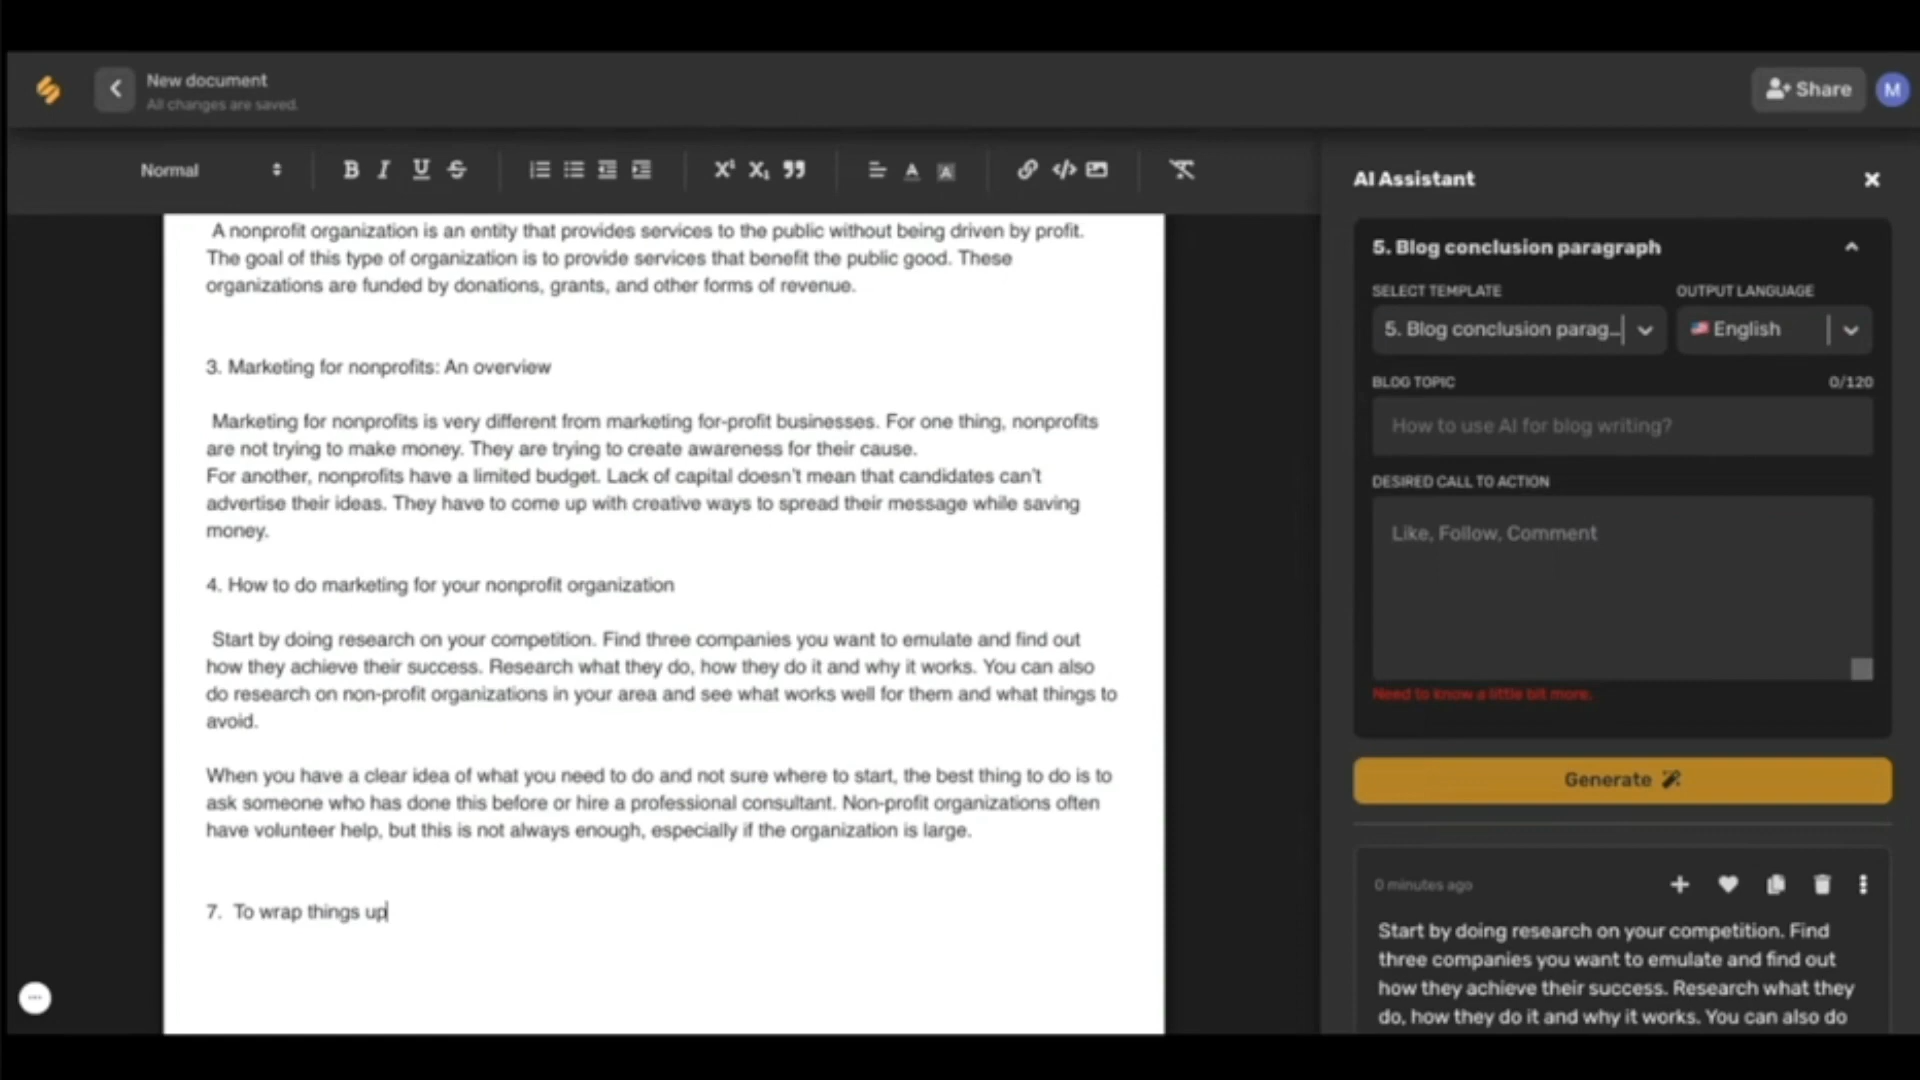 New document
All changes are saved.
Share
M
Normal
B I U S
X¹ X₁
A A
AI Assistant
A nonprofit organization is an entity that provides services to the public without being driven by profit.
The goal of this type of organization is to provide services that benefit the public good. These
organizations are funded by donations, grants, and other forms of revenue.
3. Marketing for nonprofits: An overview
Marketing for nonprofits is very different from marketing for-profit businesses. For one thing, nonprofits
are not trying to make money. They are trying to create awareness for their cause.
For another, nonprofits have a limited budget. Lack of capital doesn't mean that candidates can't
advertise their ideas. They have to come up with creative ways to spread their message while saving
money.
4. How to do marketing for your nonprofit organization
Start by doing research on your competition. Find three companies you want to emulate and find out
how they achieve their success. Research what they do, how they do it and why it works. You can also
do research on non-profit organizations in your area and see what works well for them and what things to
avoid.
When you have a clear idea of what you need to do and not sure where to start, the best thing to do is to
ask someone who has done this before or hire a professional consultant. Non-profit organizations often
have volunteer help, but this is not always enough, especially if the organization is large.
7. To wrap things up
5. Blog conclusion paragraph
SELECT TEMPLATE
OUTPUT LANGUAGE
5. Blog conclusion parag...
English
BLOG TOPIC
0/120
How to use AI for blog writing?
DESIRED CALL TO ACTION
Like, Follow, Comment
Need to know a little bit more.
Generate
0 minutes ago
Start by doing research on your competition. Find
three companies you want to emulate and find out
how they achieve their success. Research what they
do, how they do it and why it works. You can also do